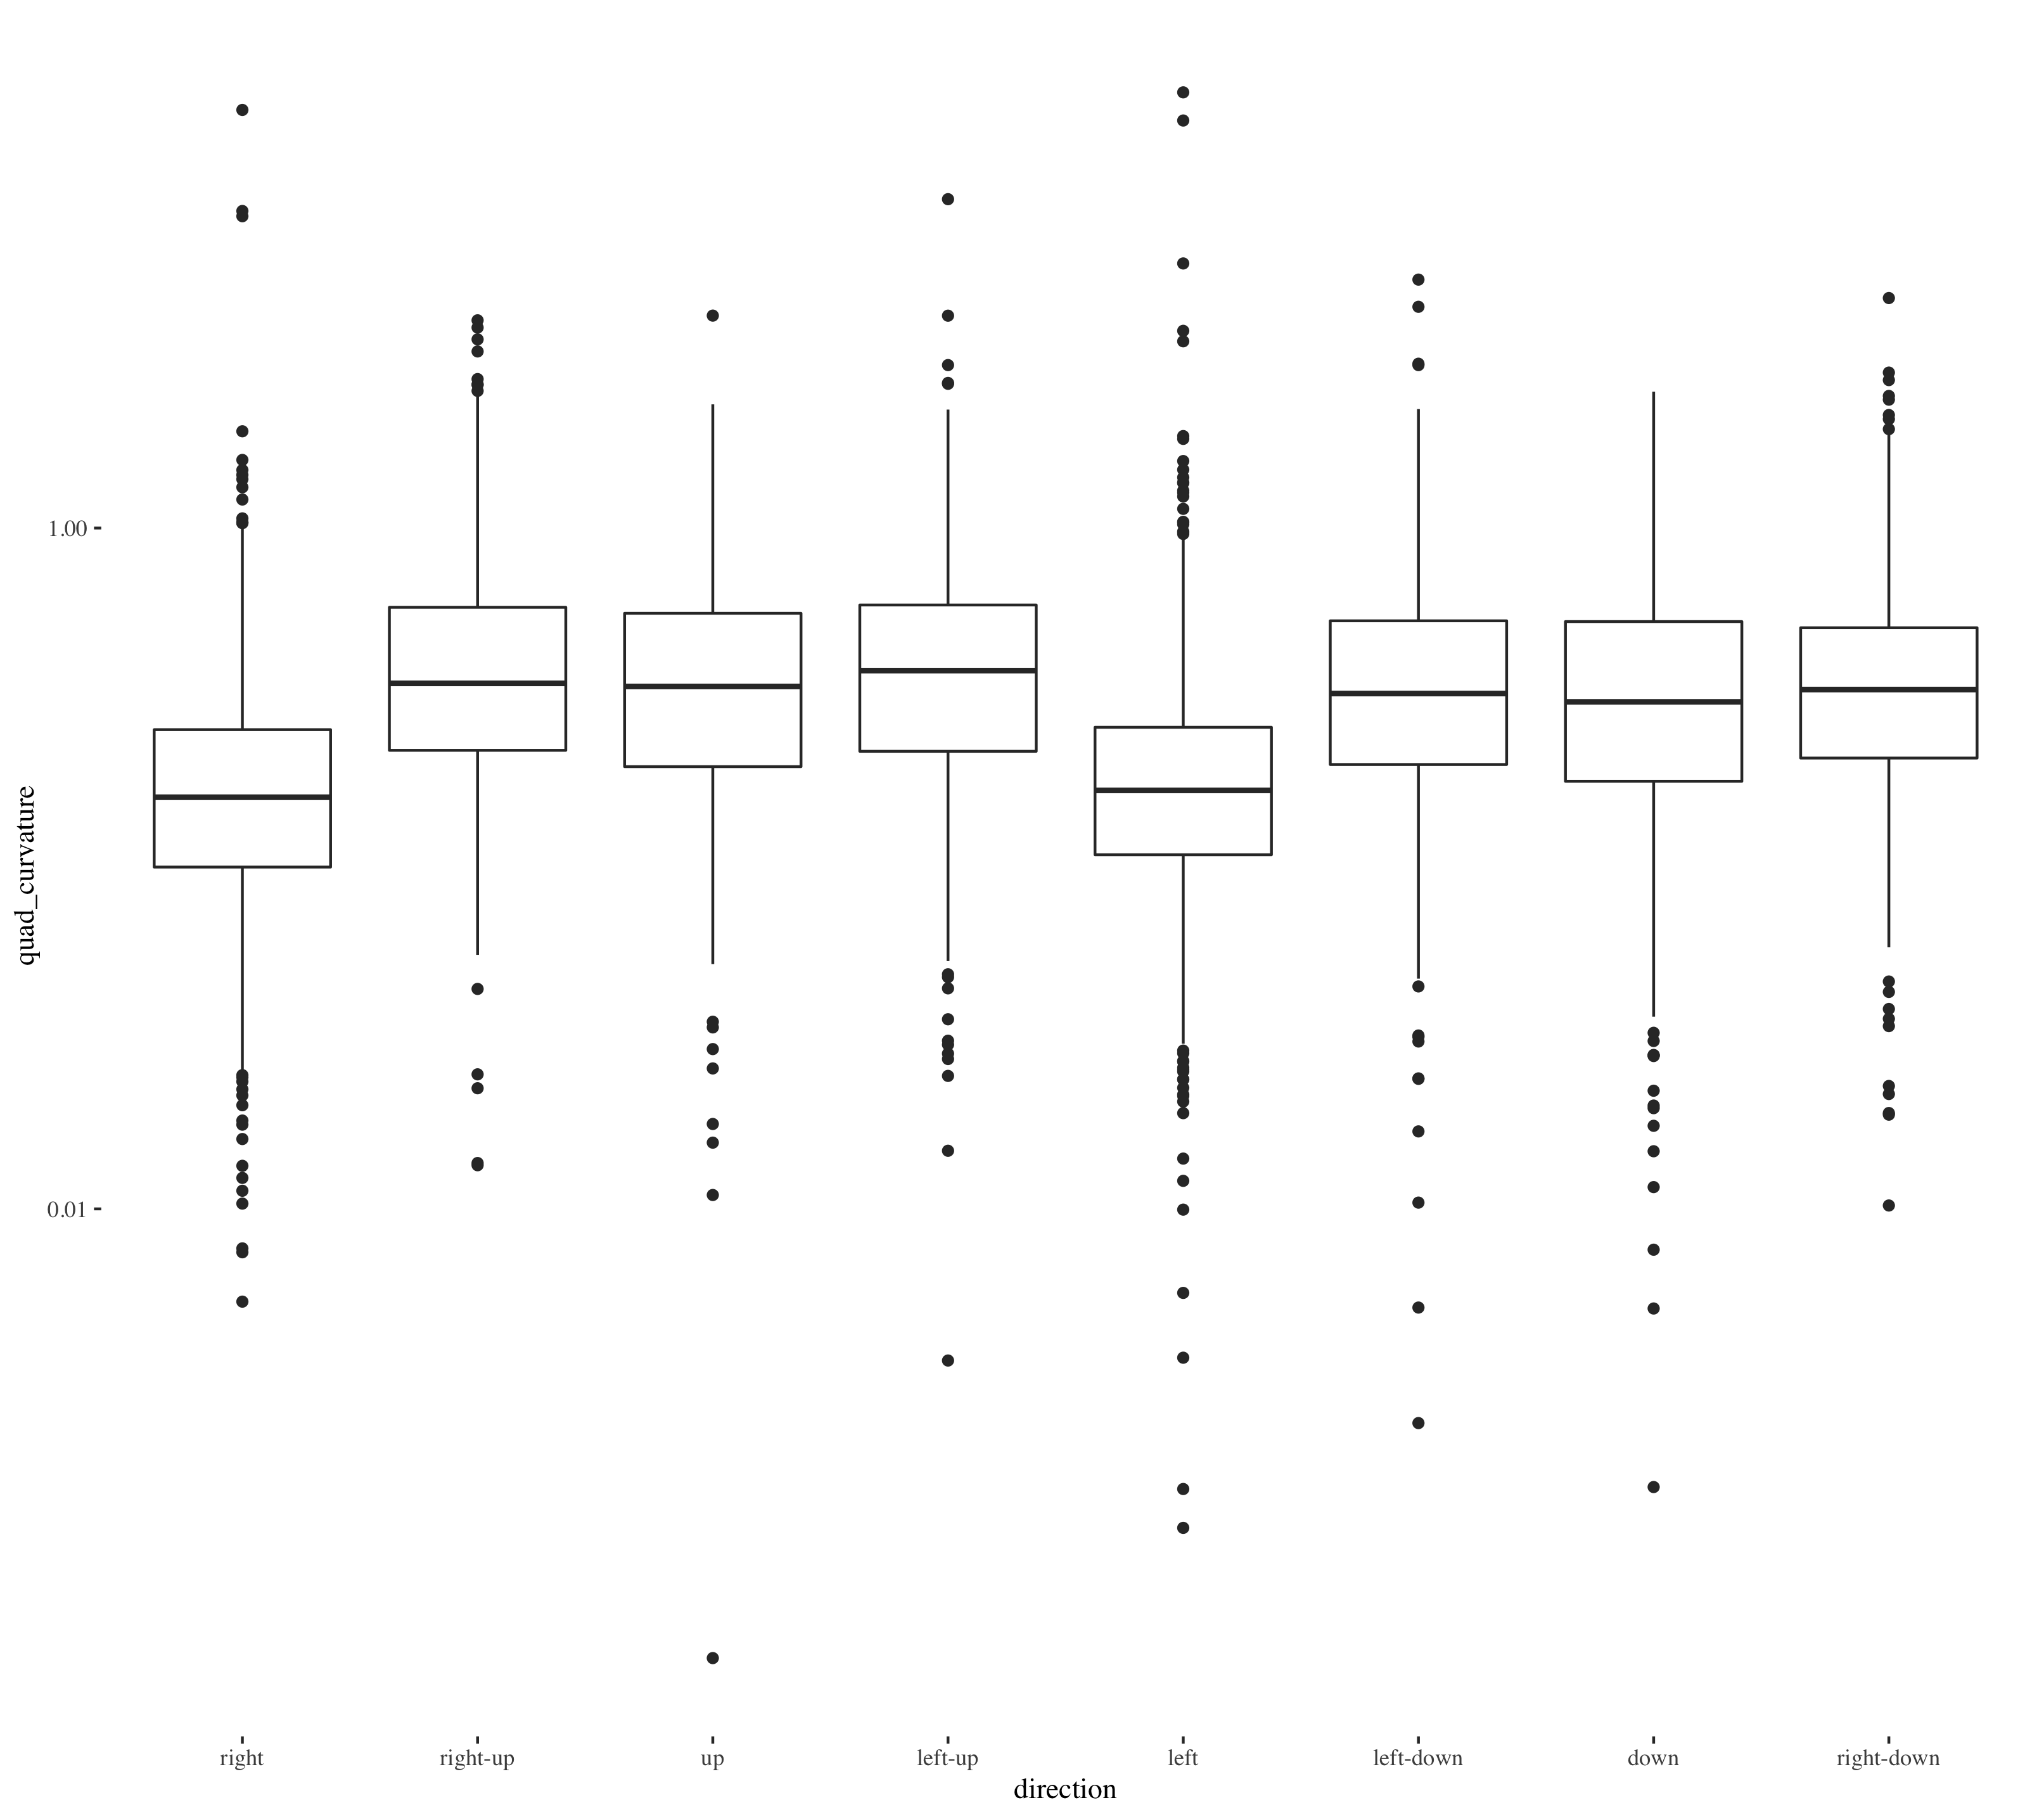 quad_curvature
1.00
0.01
right right-up up left-up left left-down down right-down
direction